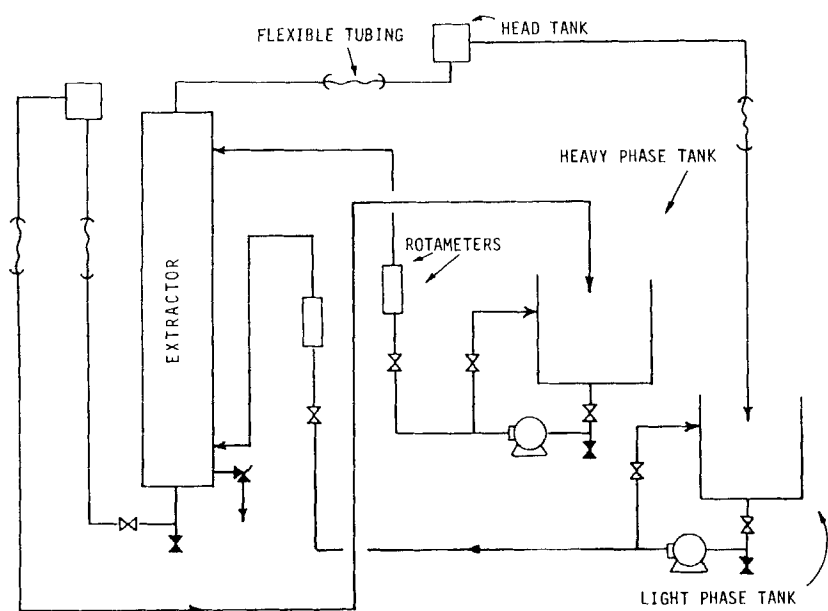 FLEXIBLE TUBING
HEAD TANK
HEAVY PHASE TANK
ROTAMETERS
EXTRACTOR
LIGHT PHASE TANK